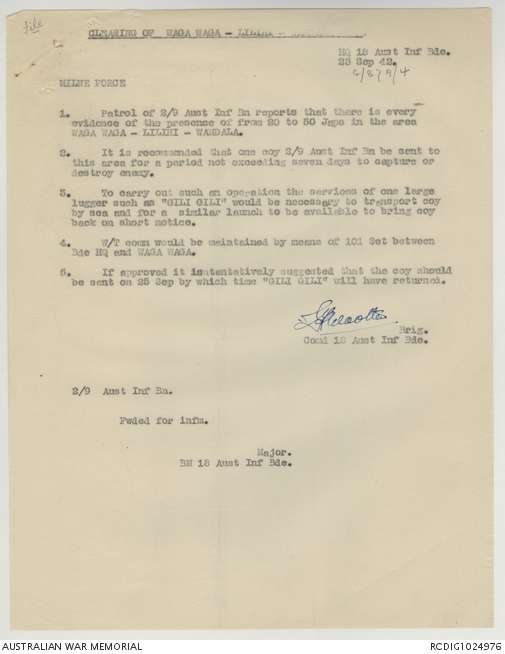 file
CLEARING OF WAGA WAGA - LILIHI -
HQ 18 Aust Inf Bde.
23 Sep 42.
MILNE FORCE
1. Patrol of 2/9 Aust Inf Bn reports that there is every
evidence of the presence of from 20 to 50 Japs in the area
WAGA WAGA - LILIHI - WANDALA.
2. It is recommended that one coy 2/9 Aust Inf Bn be sent to
this area for a period not exceeding seven days to capture or
destroy enemy.
3. To carry out such an operation the services of one large
lugger such as "GILI GILI" would be necessary to transport coy
by sea and for a similar launch to be available to bring coy
back on short notice.
4. W/T comn would be maintained by means of 101 Set between
Bde HQ and WAGA WAGA.
5. If approved it is tentatively suggested that the coy should
be sent on 25 Sep by which time "GILI GILI" will have returned.
Brig.
Comd 18 Aust Inf Bde.
2/9 Aust Inf Bn.
Fwded for infm.
Major.
BM 18 Aust Inf Bde.
AUSTRALIAN WAR MEMORIAL
RCDIG1024976